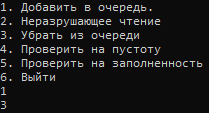 1. Добавить в очередь.
2. Неразрушающее чтение
3. Убрать из очереди
4. Проверить на пустоту
5. Проверить на заполненность
6. Выйти
1
3